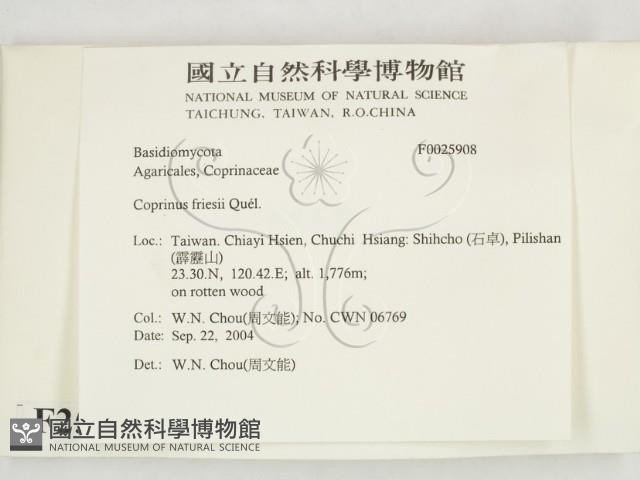 國立自然科學博物館
NATIONAL MUSEUM OF NATURAL SCIENCE
TAICHUNG, TAIWAN, R.O.CHINA
Basidiomycota F0025908
Agaricales, Coprinaceae
Coprinus friesii Quél.
Loc.: Taiwan. Chiayi Hsien, Chuchi Hsiang: Shihcho (石卓), Pilishan
(霹靂山)
23.30.N, 120.42.E; alt. 1,776m;
on rotten wood
Col.: W.N. Chou(周文能); No. CWN 06769
Date: Sep. 22, 2004
Det.: W.N. Chou(周文能)
國立自然科學博物館
NATIONAL MUSEUM OF NATURAL SCIENCE